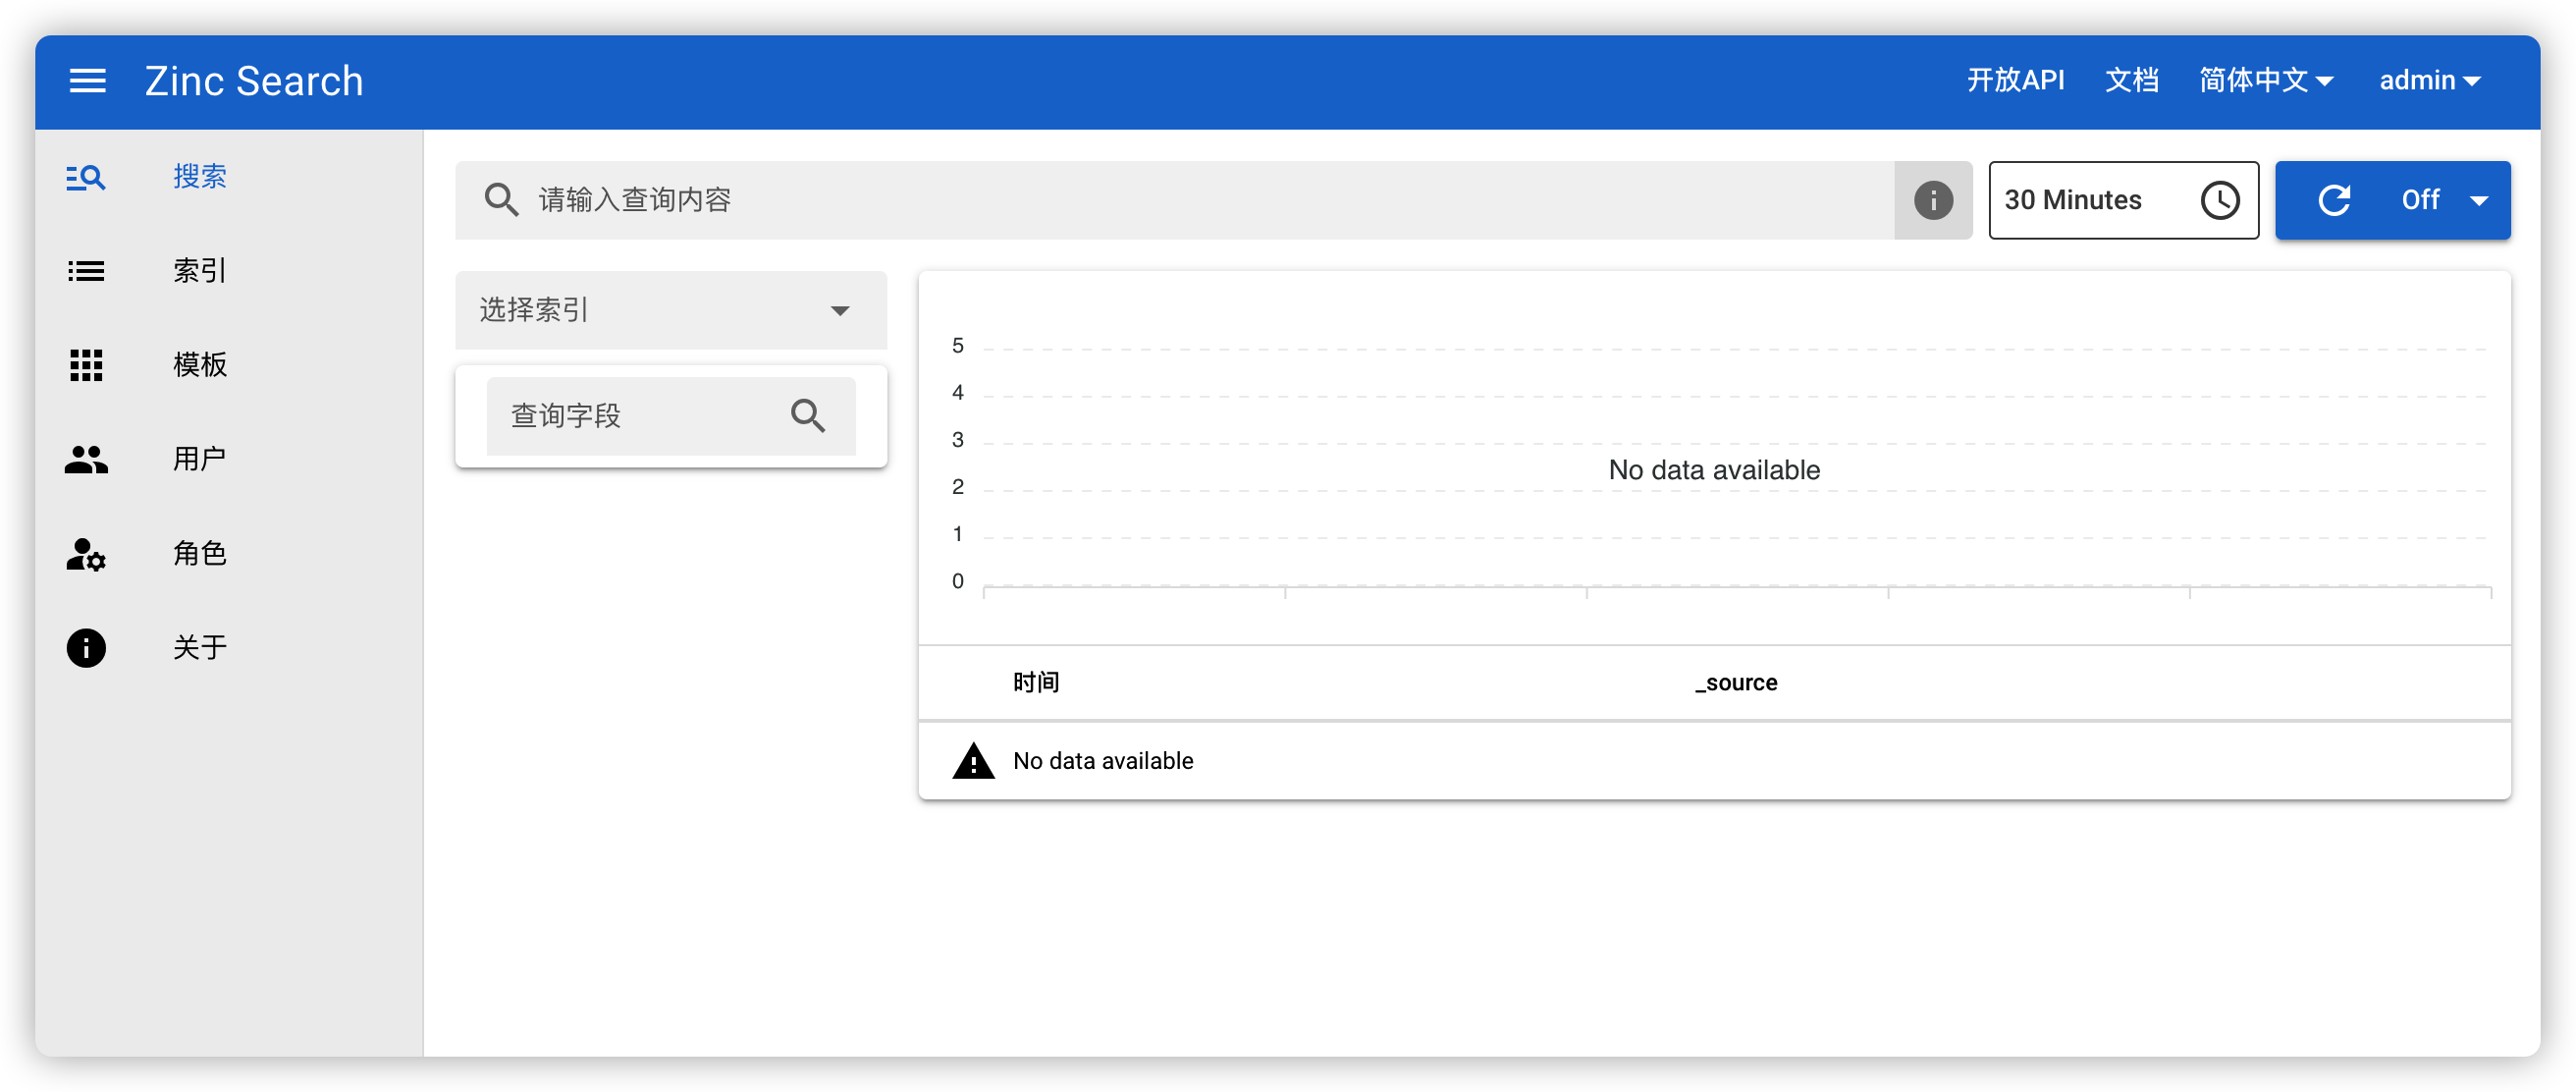 Zinc Search
开放API 文档 简体中文 admin
搜索
索引
模板
用户
角色
关于
请输入查询内容
30 Minutes
Off
选择索引
查询字段
5
4
3
2
1
0
No data available
时间 _source
No data available